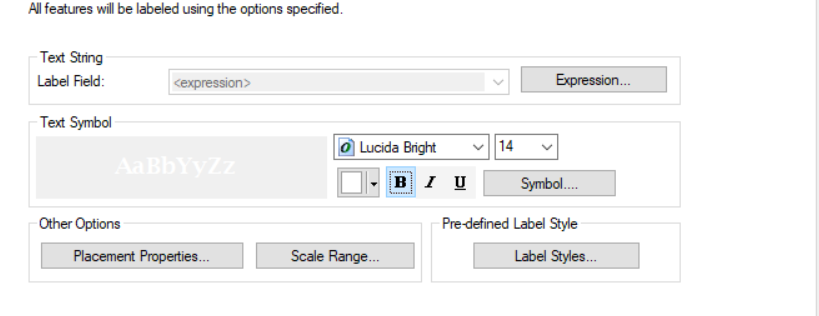 All features will be labeled using the options specified.
Text String
Label Field:
<expression>
Expression...
Text Symbol
AaBbYyZz
Lucida Bright
14
B I U
Symbol....
Other Options
Placement Properties...
Scale Range...
Pre-defined Label Style
Label Styles...